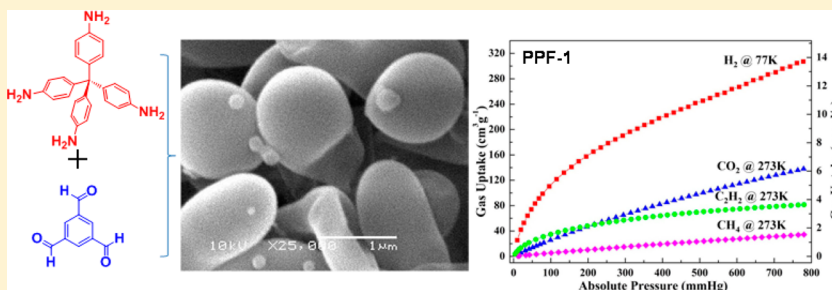 NH₂
H₂N
NH₂
NH₂
+
H
O
O
H
H
O
10kV X25,000 1μm
PPF-1
H₂ @ 77K
CO₂ @ 273K
C₂H₂ @ 273K
CH₄ @ 273K
Gas Uptake (cm³g⁻¹)
320
280
240
200
160
120
80
40
0
14
12
10
8
6
4
2
0
0 100 200 300 400 500 600 700 800
Absolute Pressure (mmHg)